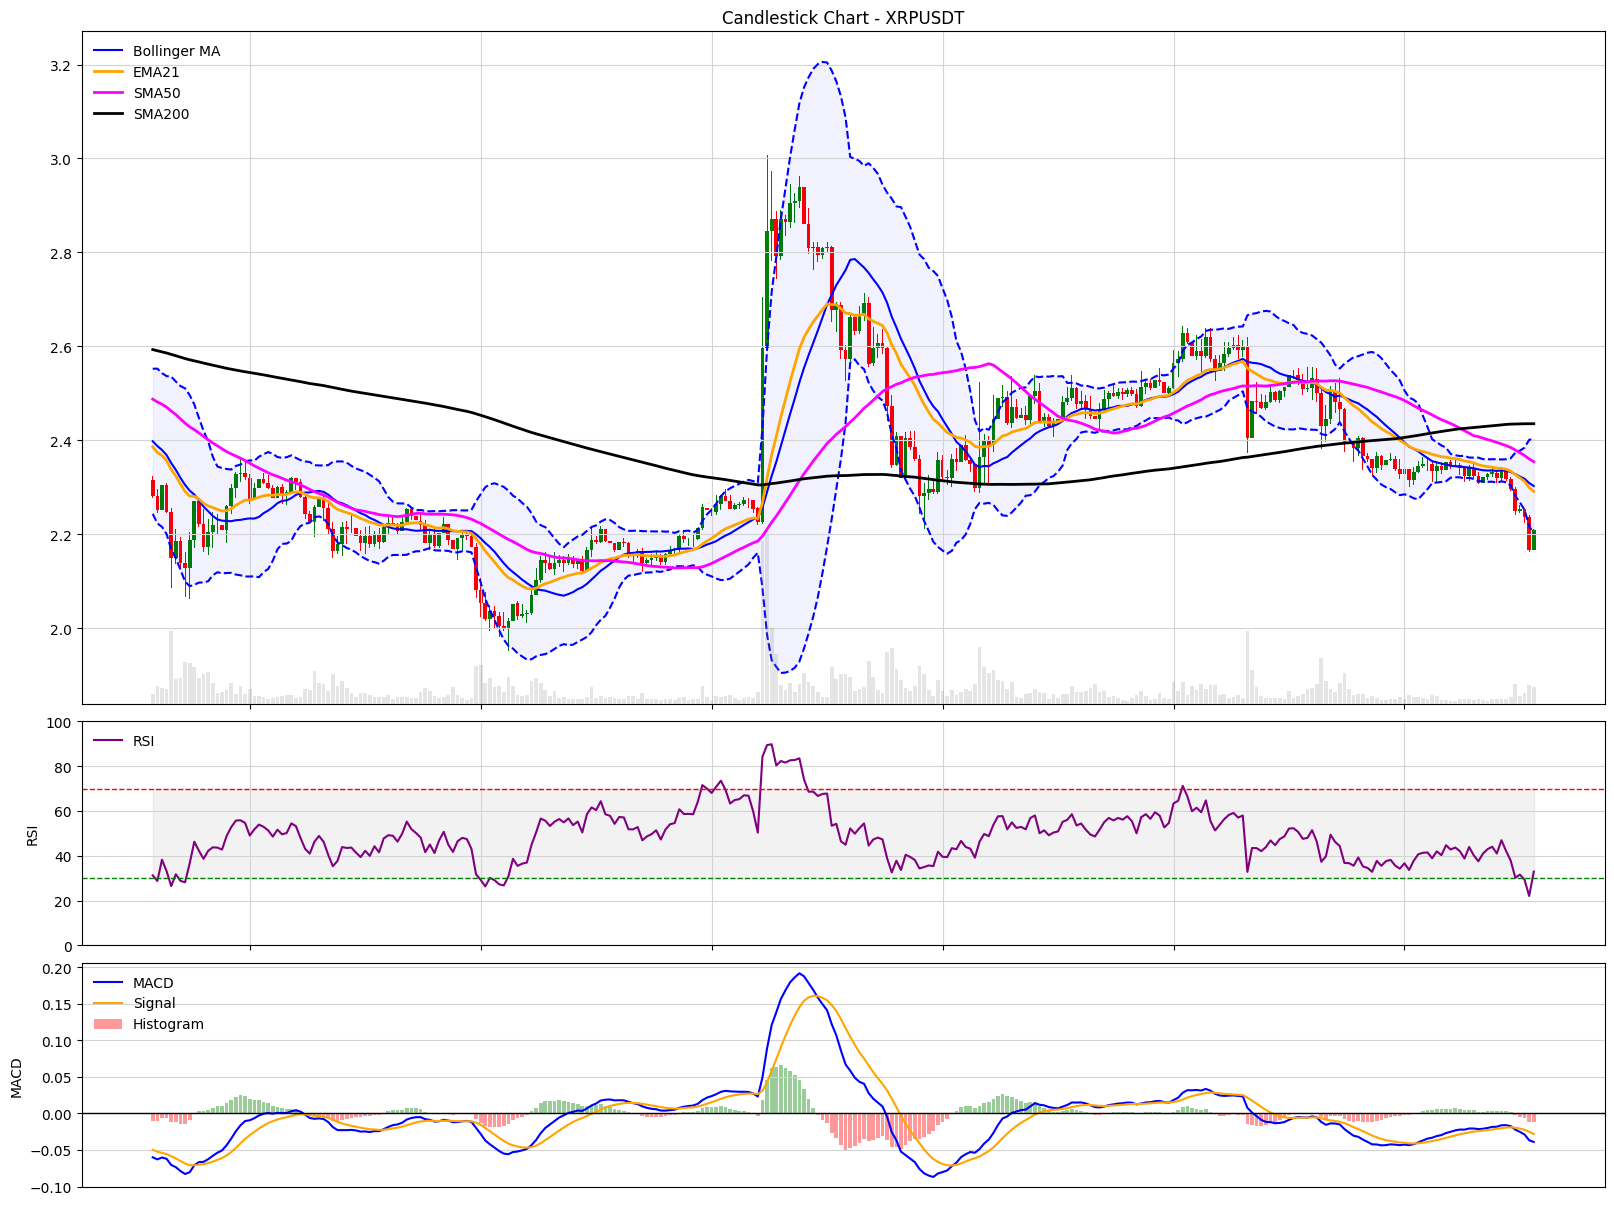 Candlestick Chart - XRPUSDT
Bollinger MA
EMA21
SMA50
SMA200
3.2
3.0
2.8
2.6
2.4
2.2
2.0
RSI
RSI
100
80
60
40
20
0
MACD
Signal
Histogram
MACD
0.20
0.15
0.10
0.05
0.00
−0.05
−0.10